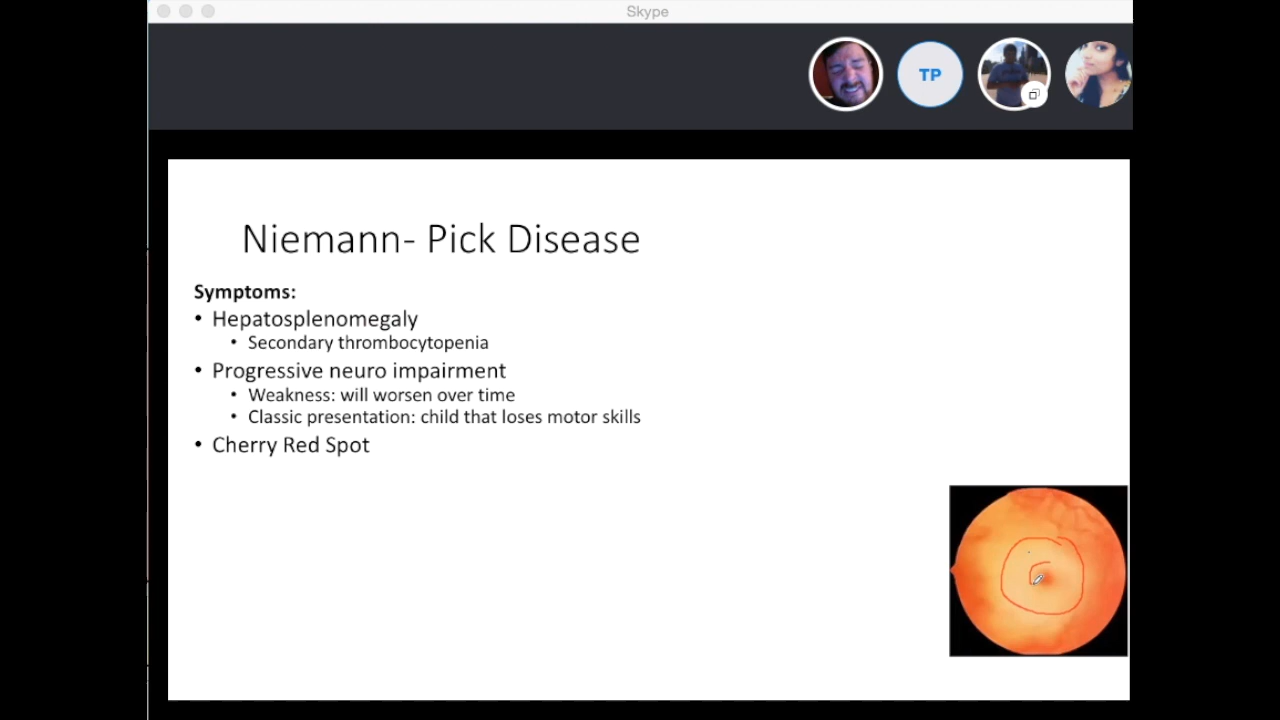 Skype
TP
Niemann- Pick Disease
Symptoms:
• Hepatosplenomegaly
• Secondary thrombocytopenia
• Progressive neuro impairment
• Weakness: will worsen over time
• Classic presentation: child that loses motor skills
• Cherry Red Spot